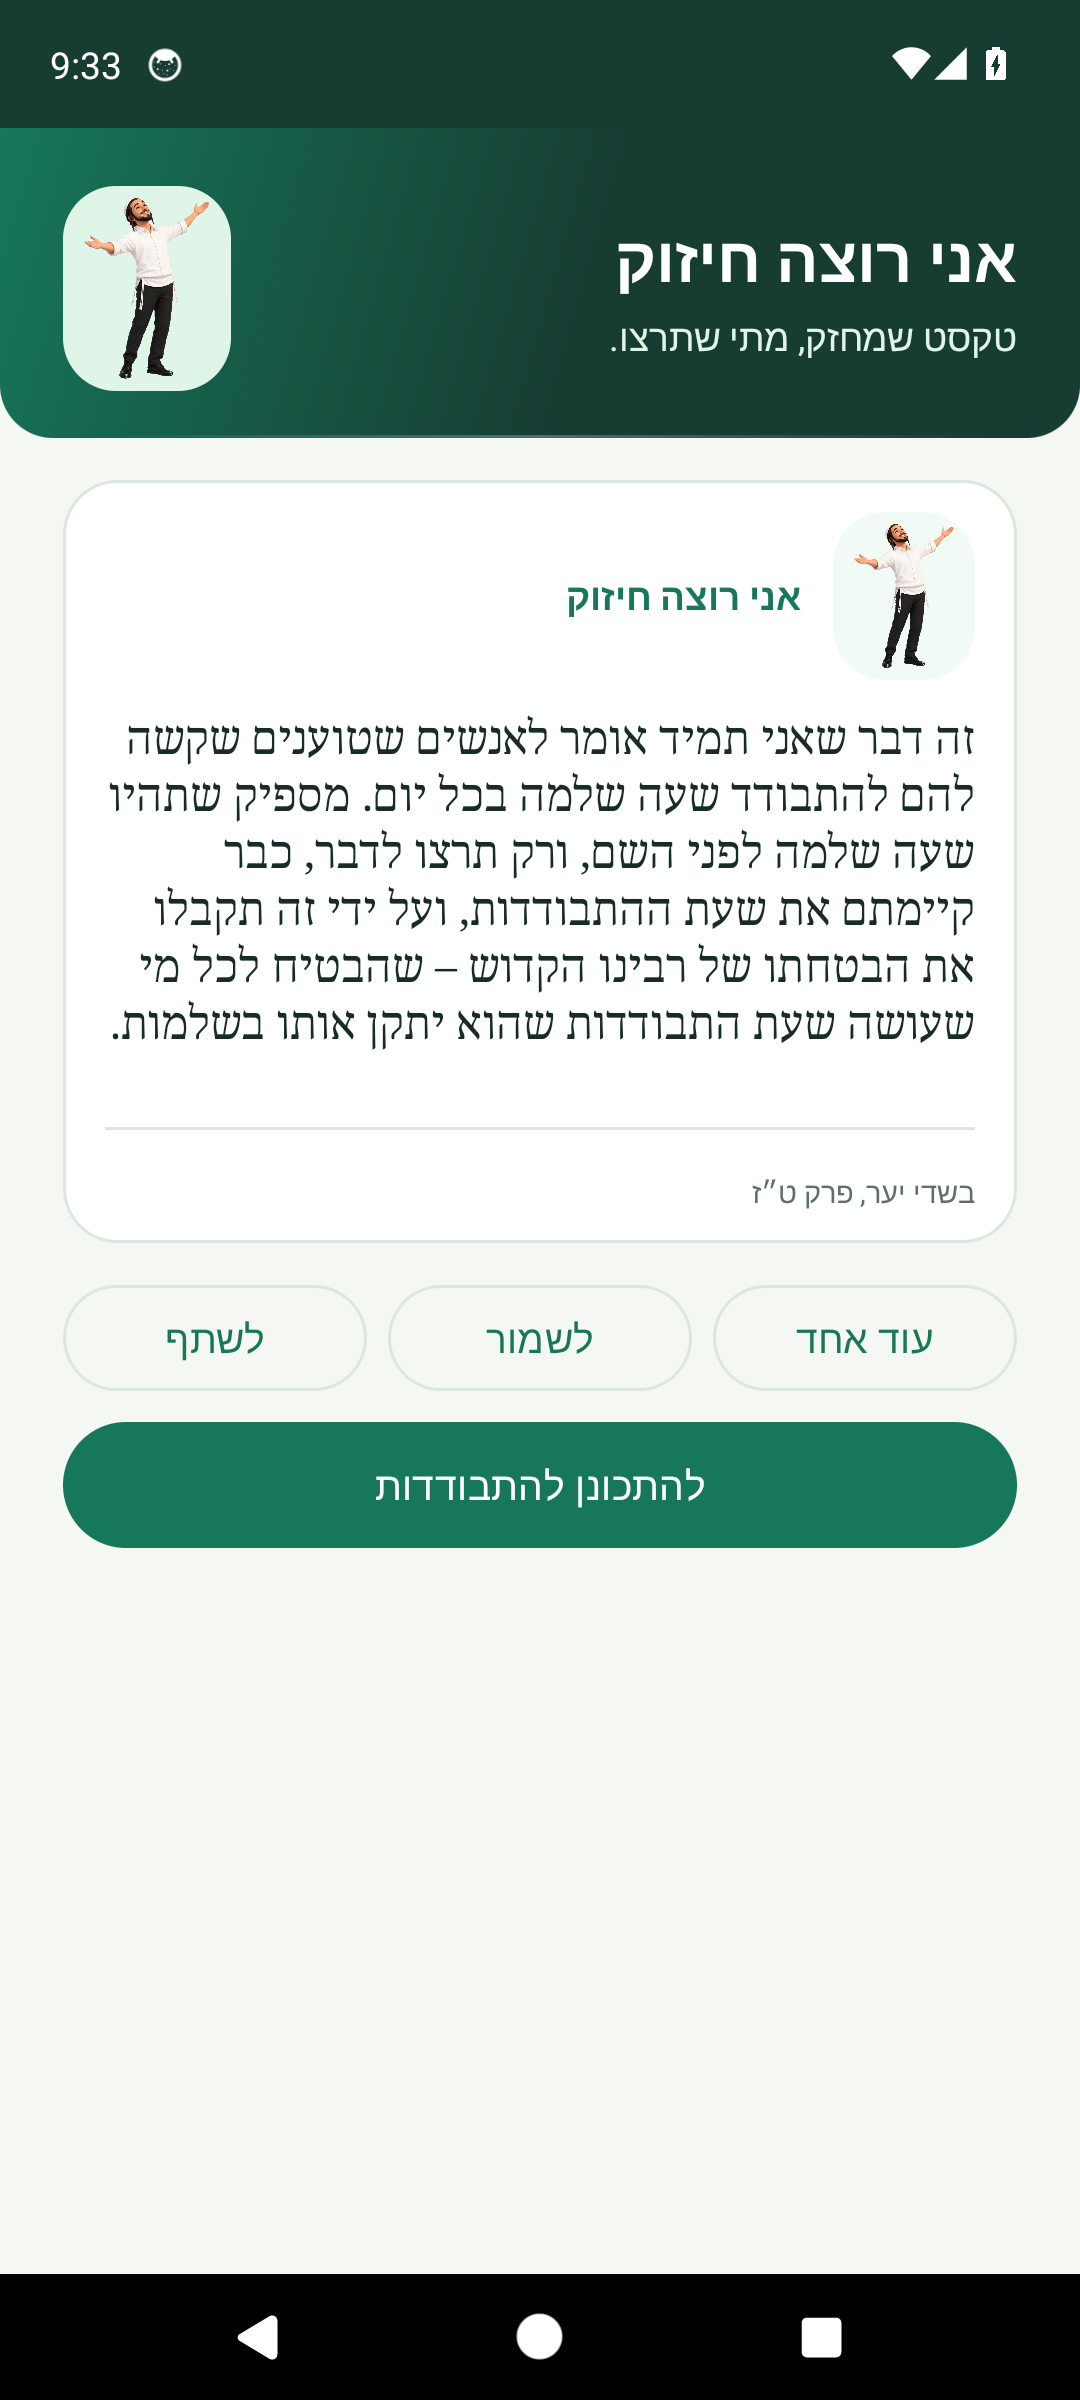 9:33
אני רוצה חיזוק
טקסט שמחזק, מתי שתרצו.
אני רוצה חיזוק
זה דבר שאני תמיד אומר לאנשים שטוענים שקשה
להם להתבודד שעה שלמה בכל יום. מספיק שתהיו
שעה שלמה לפני השם, ורק תרצו לדבר, כבר
קיימתם את שעת ההתבודדות, ועל ידי זה תקבלו
את הבטחתו של רבינו הקדוש – שהבטיח לכל מי
שעושה שעת התבודדות שהוא יתקן אותו בשלמות.
בשדי יער, פרק ט״ז
עוד אחד
לשמור
לשתף
להתכונן להתבודדות